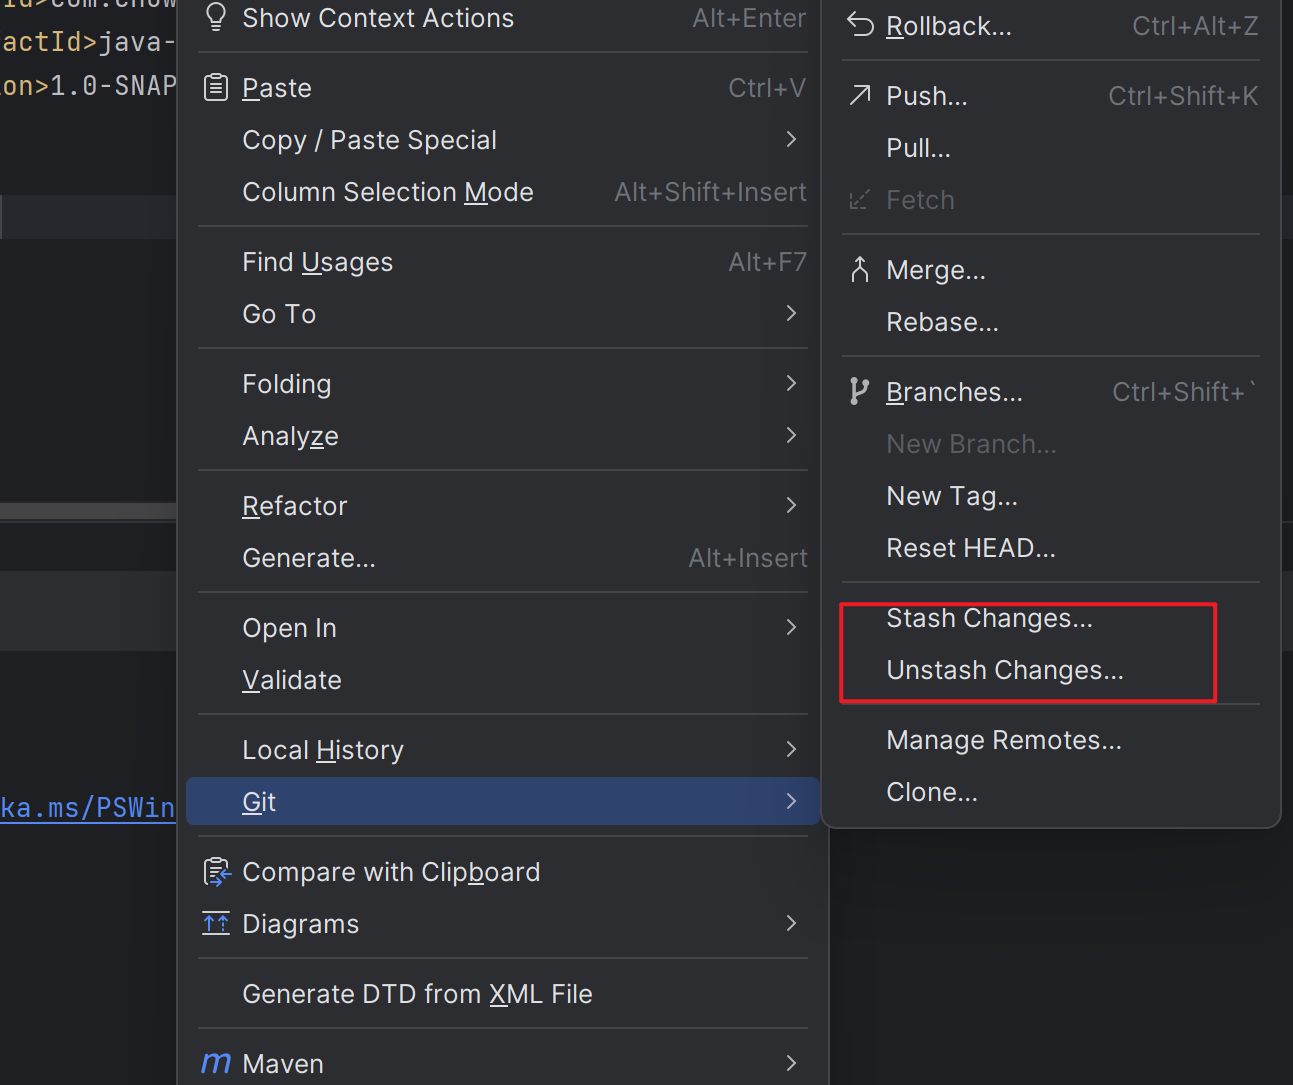 Id>com.chow
actId>java-
on>1.0-SNAP
ka.ms/PSWin
Show Context Actions Alt+Enter
Paste Ctrl+V
Copy / Paste Special
Column Selection Mode Alt+Shift+Insert
Find Usages Alt+F7
Go To
Folding
Analyze
Refactor
Generate... Alt+Insert
Open In
Validate
Local History
Git
Compare with Clipboard
Diagrams
Generate DTD from XML File
m Maven
Rollback... Ctrl+Alt+Z
Push... Ctrl+Shift+K
Pull...
Fetch
Merge...
Rebase...
Branches... Ctrl+Shift+`
New Branch...
New Tag...
Reset HEAD...
Stash Changes...
Unstash Changes...
Manage Remotes...
Clone...